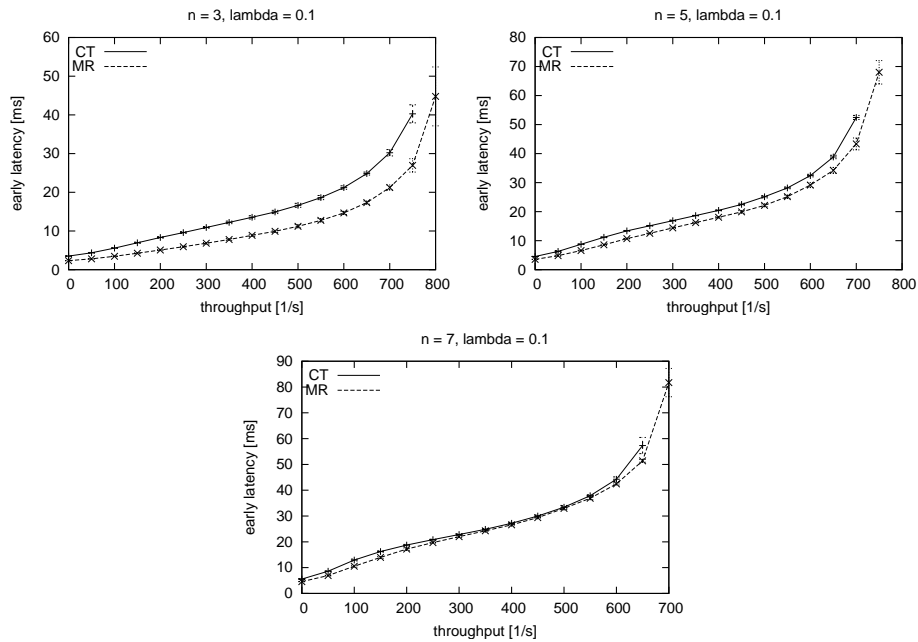 n = 3, lambda = 0.1
60
50
40
30
20
10
0
early latency [ms]
CT
MR
0 100 200 300 400 500 600 700 800
throughput [1/s]
n = 5, lambda = 0.1
80
70
60
50
40
30
20
10
0
early latency [ms]
CT
MR
0 100 200 300 400 500 600 700 800
throughput [1/s]
n = 7, lambda = 0.1
90
80
70
60
50
40
30
20
10
0
early latency [ms]
CT
MR
0 100 200 300 400 500 600 700
throughput [1/s]